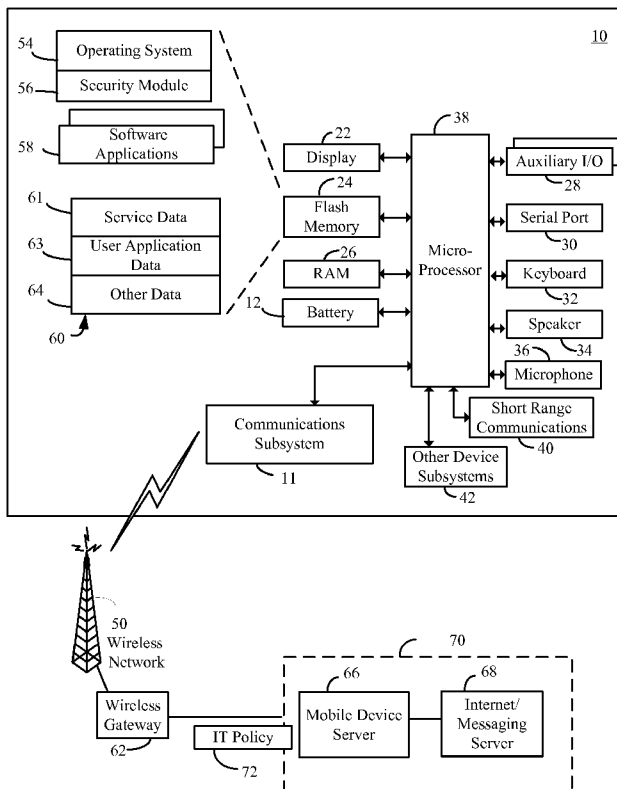 10
54
Operating System
56
Security Module
58
Software
Applications
61
Service Data
63
User Application
Data
64
Other Data
60
22
Display
24
Flash
Memory
26
RAM
12
Battery
38
Micro-
Processor
Auxiliary I/O
28
Serial Port
30
Keyboard
32
Speaker
34
36
Microphone
Short Range
Communications
40
Other Device
Subsystems
42
Communications
Subsystem
11
50
Wireless
Network
Wireless
Gateway
62
IT Policy
72
70
66
Mobile Device
Server
68
Internet/
Messaging
Server